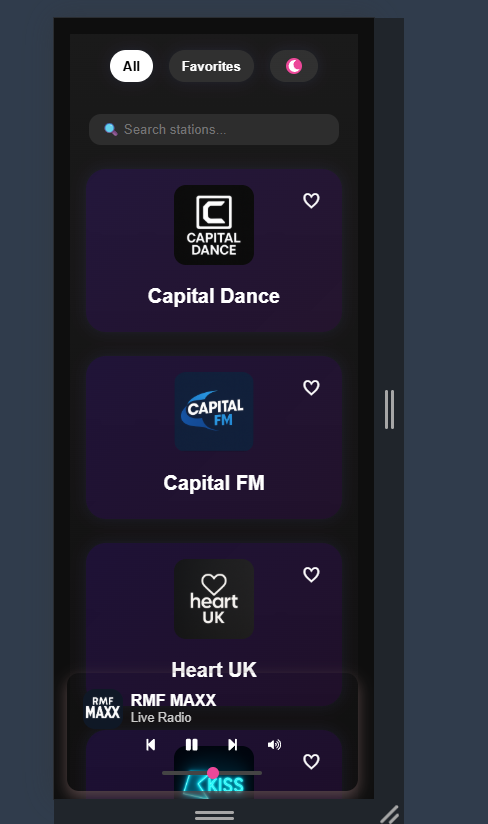 All
Favorites
Search stations...
CAPITAL
DANCE
Capital Dance
CAPITAL
FM
Capital FM
heart
UK
Heart UK
RMF
MAXX
RMF MAXX
Live Radio
KISS